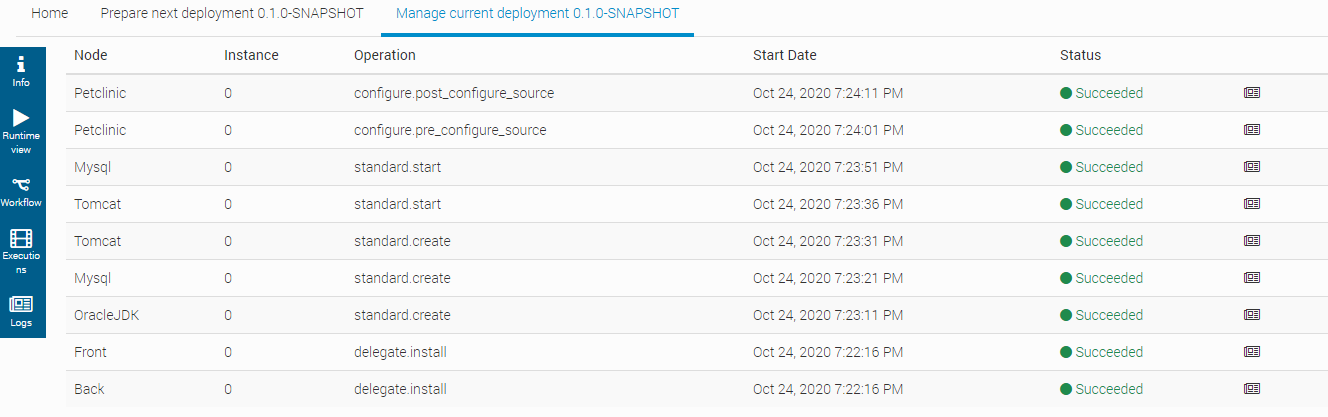 Home Prepare next deployment 0.1.0-SNAPSHOT Manage current deployment 0.1.0-SNAPSHOT
Info
Runtime
view
Workflow
Executio
ns
Logs
Node Instance Operation Start Date Status
Petclinic 0 configure.post_configure_source Oct 24, 2020 7:24:11 PM Succeeded
Petclinic 0 configure.pre_configure_source Oct 24, 2020 7:24:01 PM Succeeded
Mysql 0 standard.start Oct 24, 2020 7:23:51 PM Succeeded
Tomcat 0 standard.start Oct 24, 2020 7:23:36 PM Succeeded
Tomcat 0 standard.create Oct 24, 2020 7:23:31 PM Succeeded
Mysql 0 standard.create Oct 24, 2020 7:23:21 PM Succeeded
OracleJDK 0 standard.create Oct 24, 2020 7:23:11 PM Succeeded
Front 0 delegate.install Oct 24, 2020 7:22:16 PM Succeeded
Back 0 delegate.install Oct 24, 2020 7:22:16 PM Succeeded